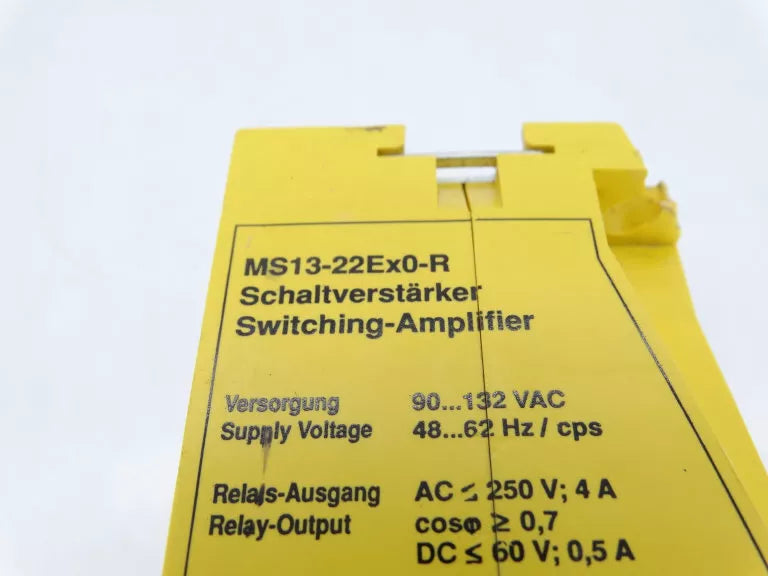 MS13-22Ex0-R
Schaltverstärker
Switching-Amplifier
Versorgung 90...132 VAC
Supply Voltage 48...62 Hz / cps
Relais-Ausgang AC ≤ 250 V; 4 A
Relay-Output cosφ ≥ 0,7
DC ≤ 60 V; 0,5 A